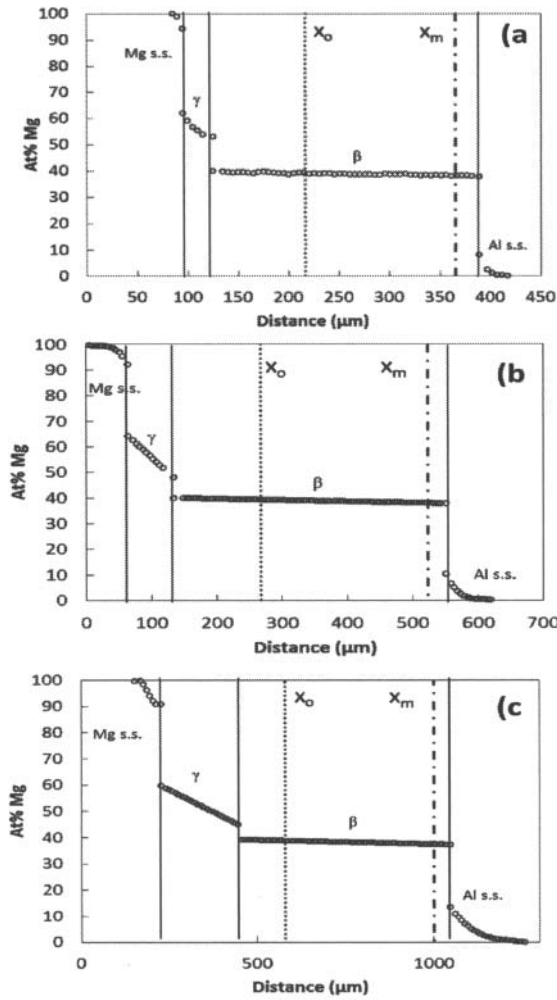 (a
100
90
80
70
60
50
40
30
20
10
0
At% Mg
Mg s.s.
γ
Xo
Xm
β
Al s.s.
0 50 100 150 200 250 300 350 400 450
Distance (µm)
(b
100
90
80
70
60
50
40
30
20
10
0
At% Mg
Mg s.s.
γ
Xo
Xm
β
Al s.s.
0 100 200 300 400 500 600 700
Distance (µm)
(c
100
90
80
70
60
50
40
30
20
10
0
At% Mg
Mg s.s.
γ
Xo
Xm
β
Al s.s.
0 500 1000
Distance (µm)